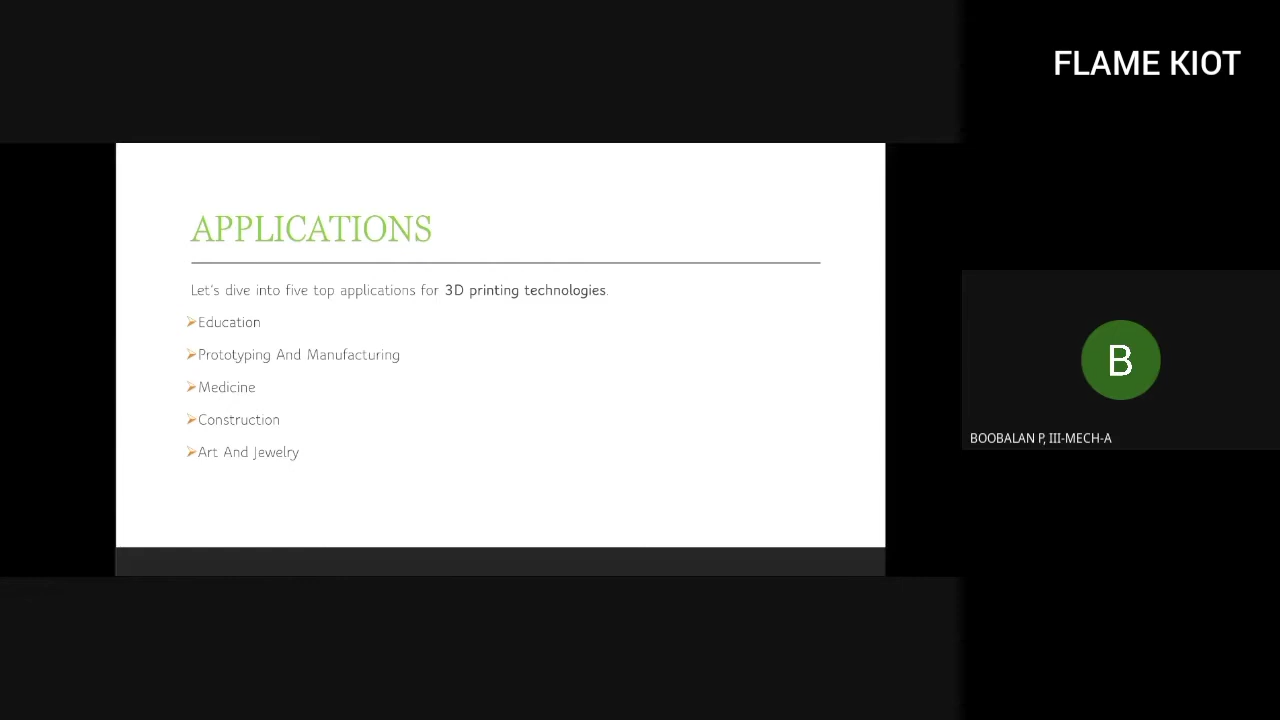 FLAME KIOT
APPLICATIONS
Let's dive into five top applications for 3D printing technologies.
➢Education
➢Prototyping And Manufacturing
➢Medicine
➢Construction
➢Art And Jewelry
B
BOOBALAN P, III-MECH-A